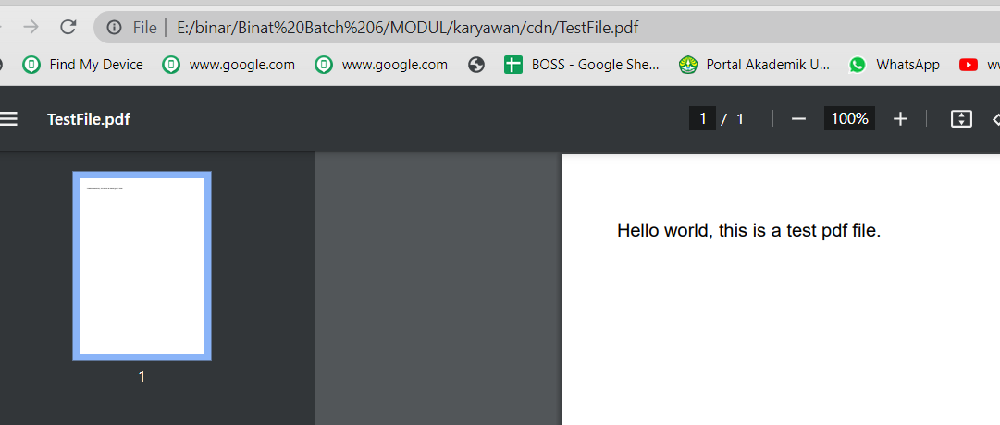 File | E:/binar/Binat%20Batch%206/MODUL/karyawan/cdn/TestFile.pdf
Find My Device www.google.com www.google.com BOSS - Google She... Portal Akademik U... WhatsApp
TestFile.pdf 1 / 1 100%
Hello world, this is a test pdf file.
1